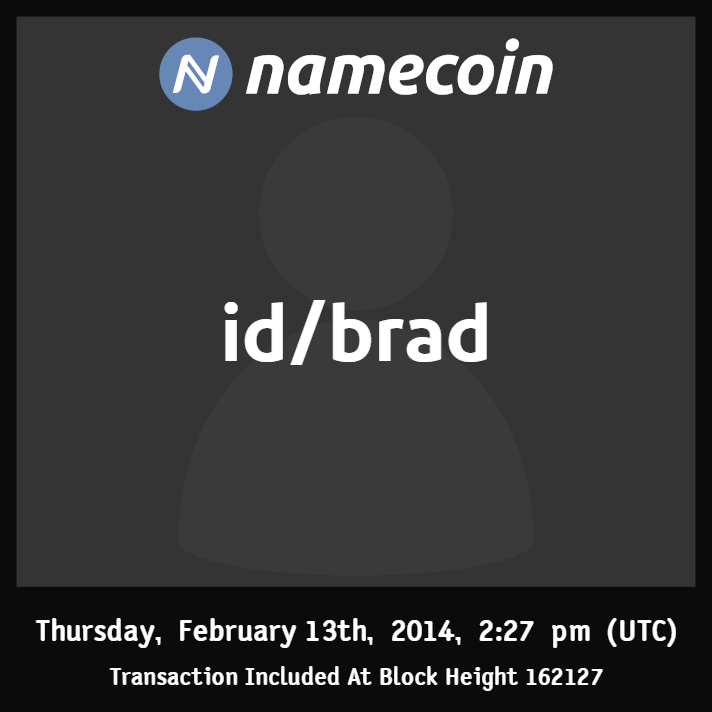 namecoin
id/brad
Thursday, February 13th, 2014, 2:27 pm (UTC)
Transaction Included At Block Height 162127